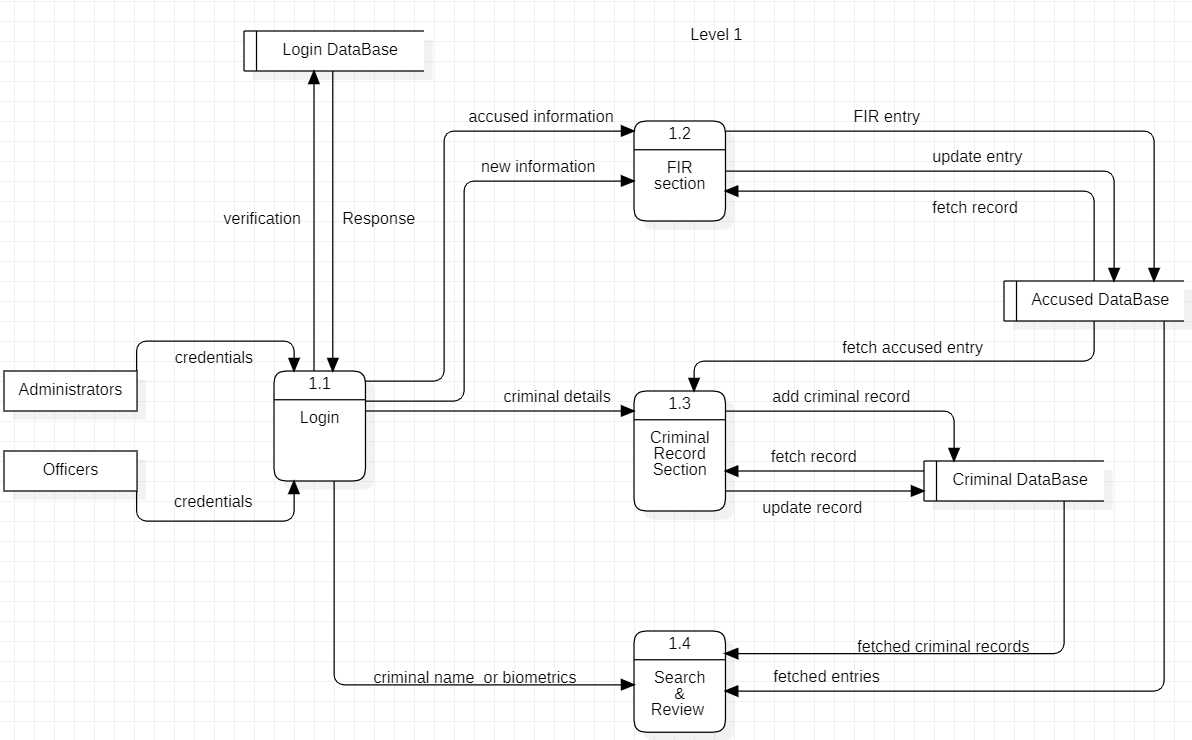 Level 1
Login DataBase
accused information
1.2
FIR
section
FIR entry
update entry
new information
fetch record
verification
Response
Accused DataBase
fetch accused entry
credentials
Administrators
1.1
Login
criminal details
1.3
Criminal
Record
Section
add criminal record
fetch record
Criminal DataBase
update record
Officers
credentials
1.4
Search
&
Review
fetched criminal records
criminal name  or biometrics
fetched entries